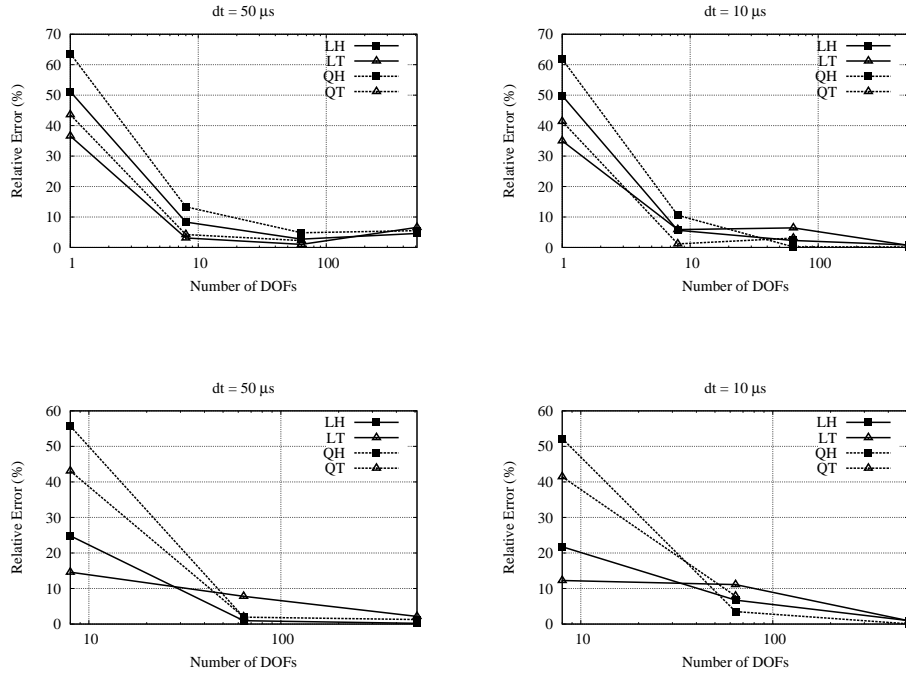 dt = 50 μs
70
60
50
40
30
20
10
0
1
10
100
Relative Error (%)
Number of DOFs
LH
LT
QH
QT
dt = 10 μs
70
60
50
40
30
20
10
0
1
10
100
Relative Error (%)
Number of DOFs
LH
LT
QH
QT
dt = 50 μs
60
50
40
30
20
10
0
10
100
Relative Error (%)
Number of DOFs
LH
LT
QH
QT
dt = 10 μs
60
50
40
30
20
10
0
10
100
Relative Error (%)
Number of DOFs
LH
LT
QH
QT